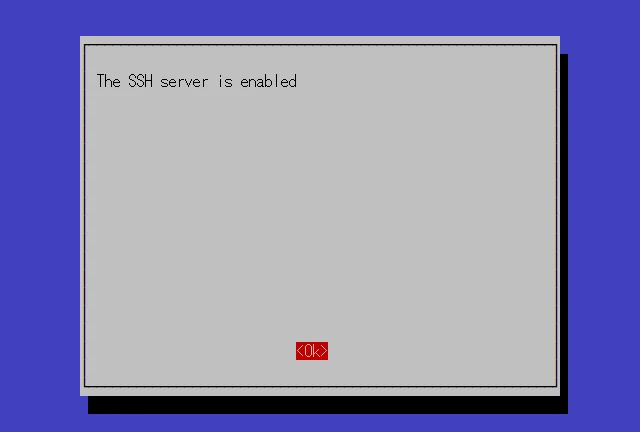 The SSH server is enabled
<Ok>